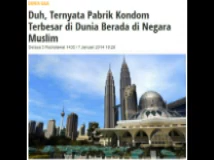 Duh, Ternyata Pabrik Kondom
Terbesar di Dunia Berada di Negara
Muslim